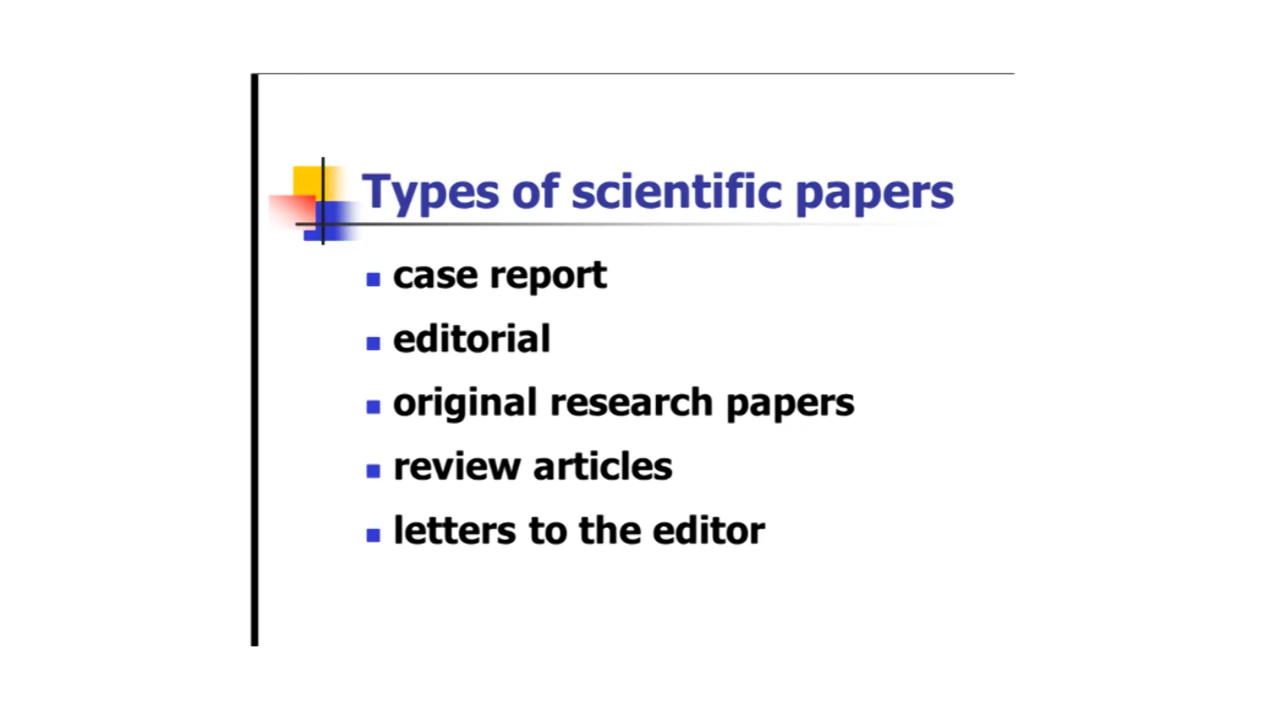 Types of scientific papers
case report
editorial
original research papers
review articles
letters to the editor